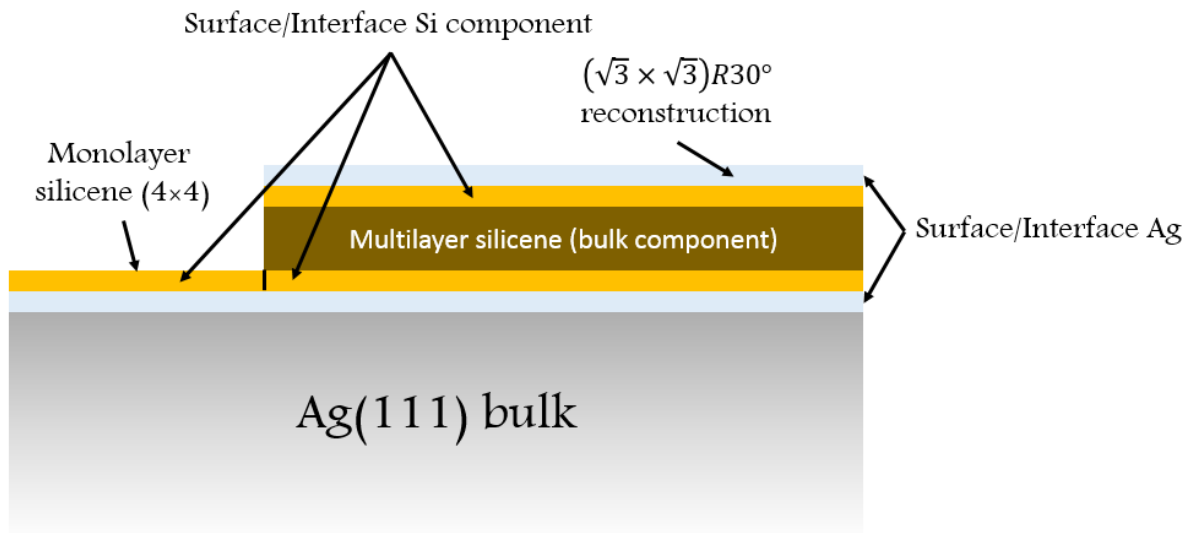 Surface/Interface Si component
(√3 × √3)R30°
reconstruction
Monolayer
silicene (4×4)
Surface/Interface Ag
Multilayer silicene (bulk component)
Ag(111) bulk